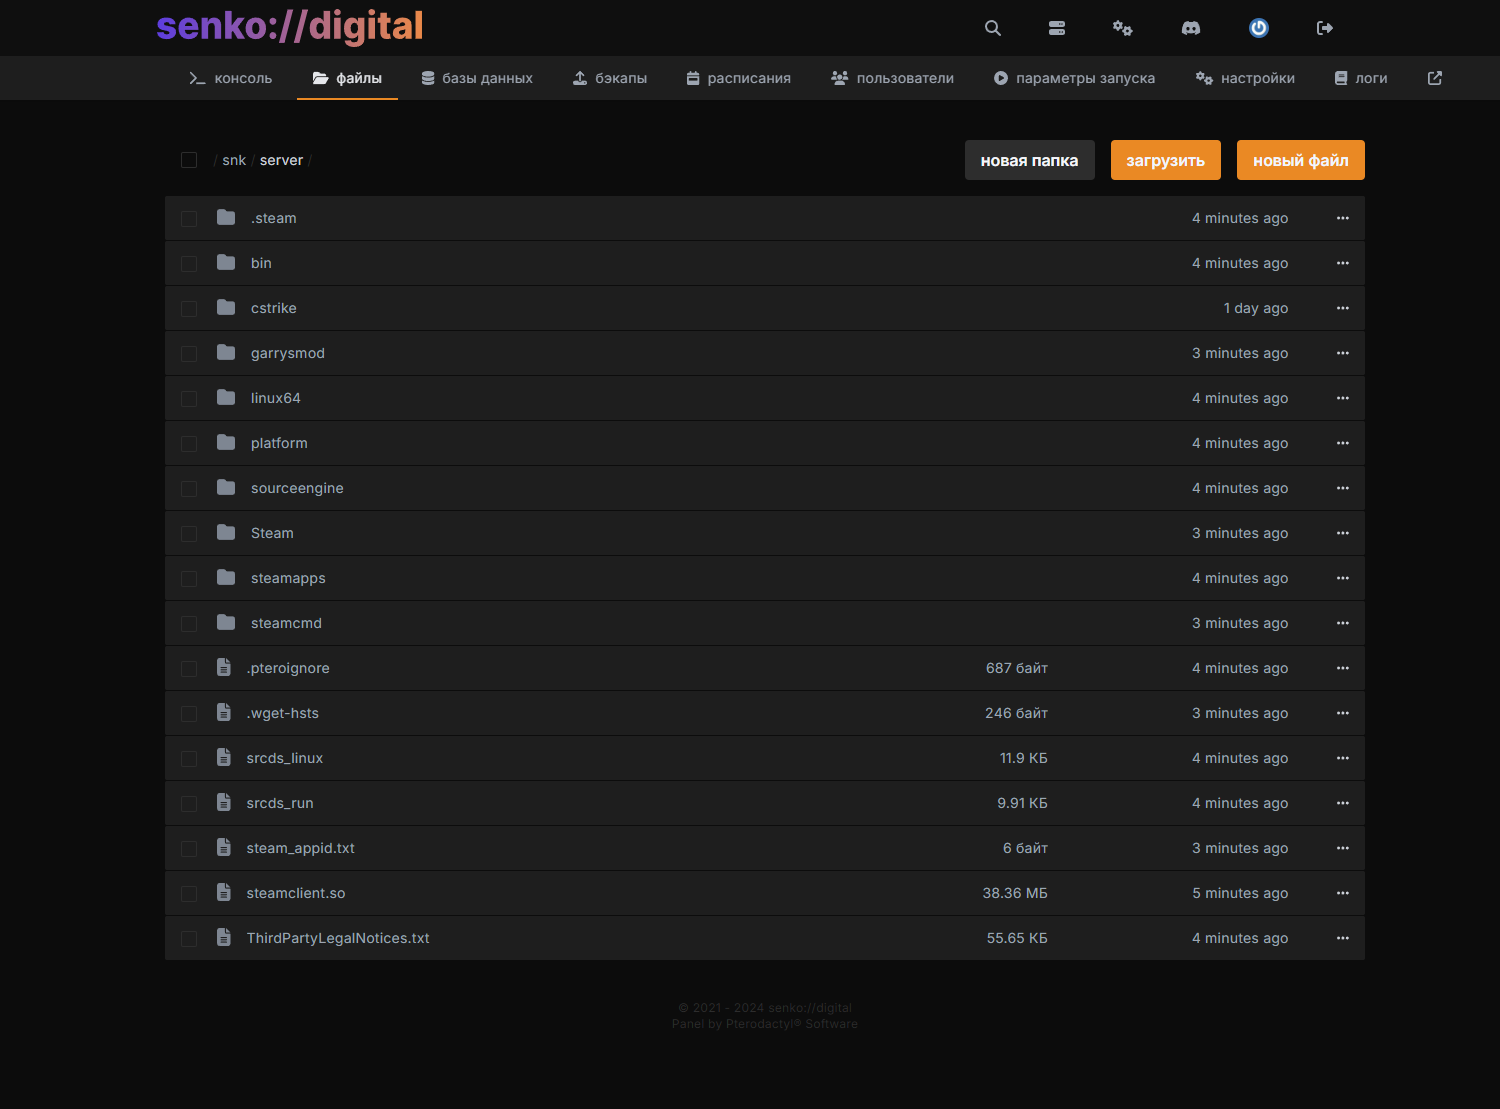 senko://digital
консоль файлы базы данных бэкапы расписания пользователи параметры запуска настройки логи
/ snk / server / новая папка загрузить новый файл
.steam 4 minutes ago
bin 4 minutes ago
cstrike 1 day ago
garrysmod 3 minutes ago
linux64 4 minutes ago
platform 4 minutes ago
sourceengine 4 minutes ago
Steam 3 minutes ago
steamapps 4 minutes ago
steamcmd 3 minutes ago
.pteroignore 687 байт 4 minutes ago
.wget-hsts 246 байт 3 minutes ago
srcds_linux 11.9 КБ 4 minutes ago
srcds_run 9.91 КБ 4 minutes ago
steam_appid.txt 6 байт 3 minutes ago
steamclient.so 38.36 МБ 5 minutes ago
ThirdPartyLegalNotices.txt 55.65 КБ 4 minutes ago
© 2021 - 2024 senko://digital
Panel by Pterodactyl® Software